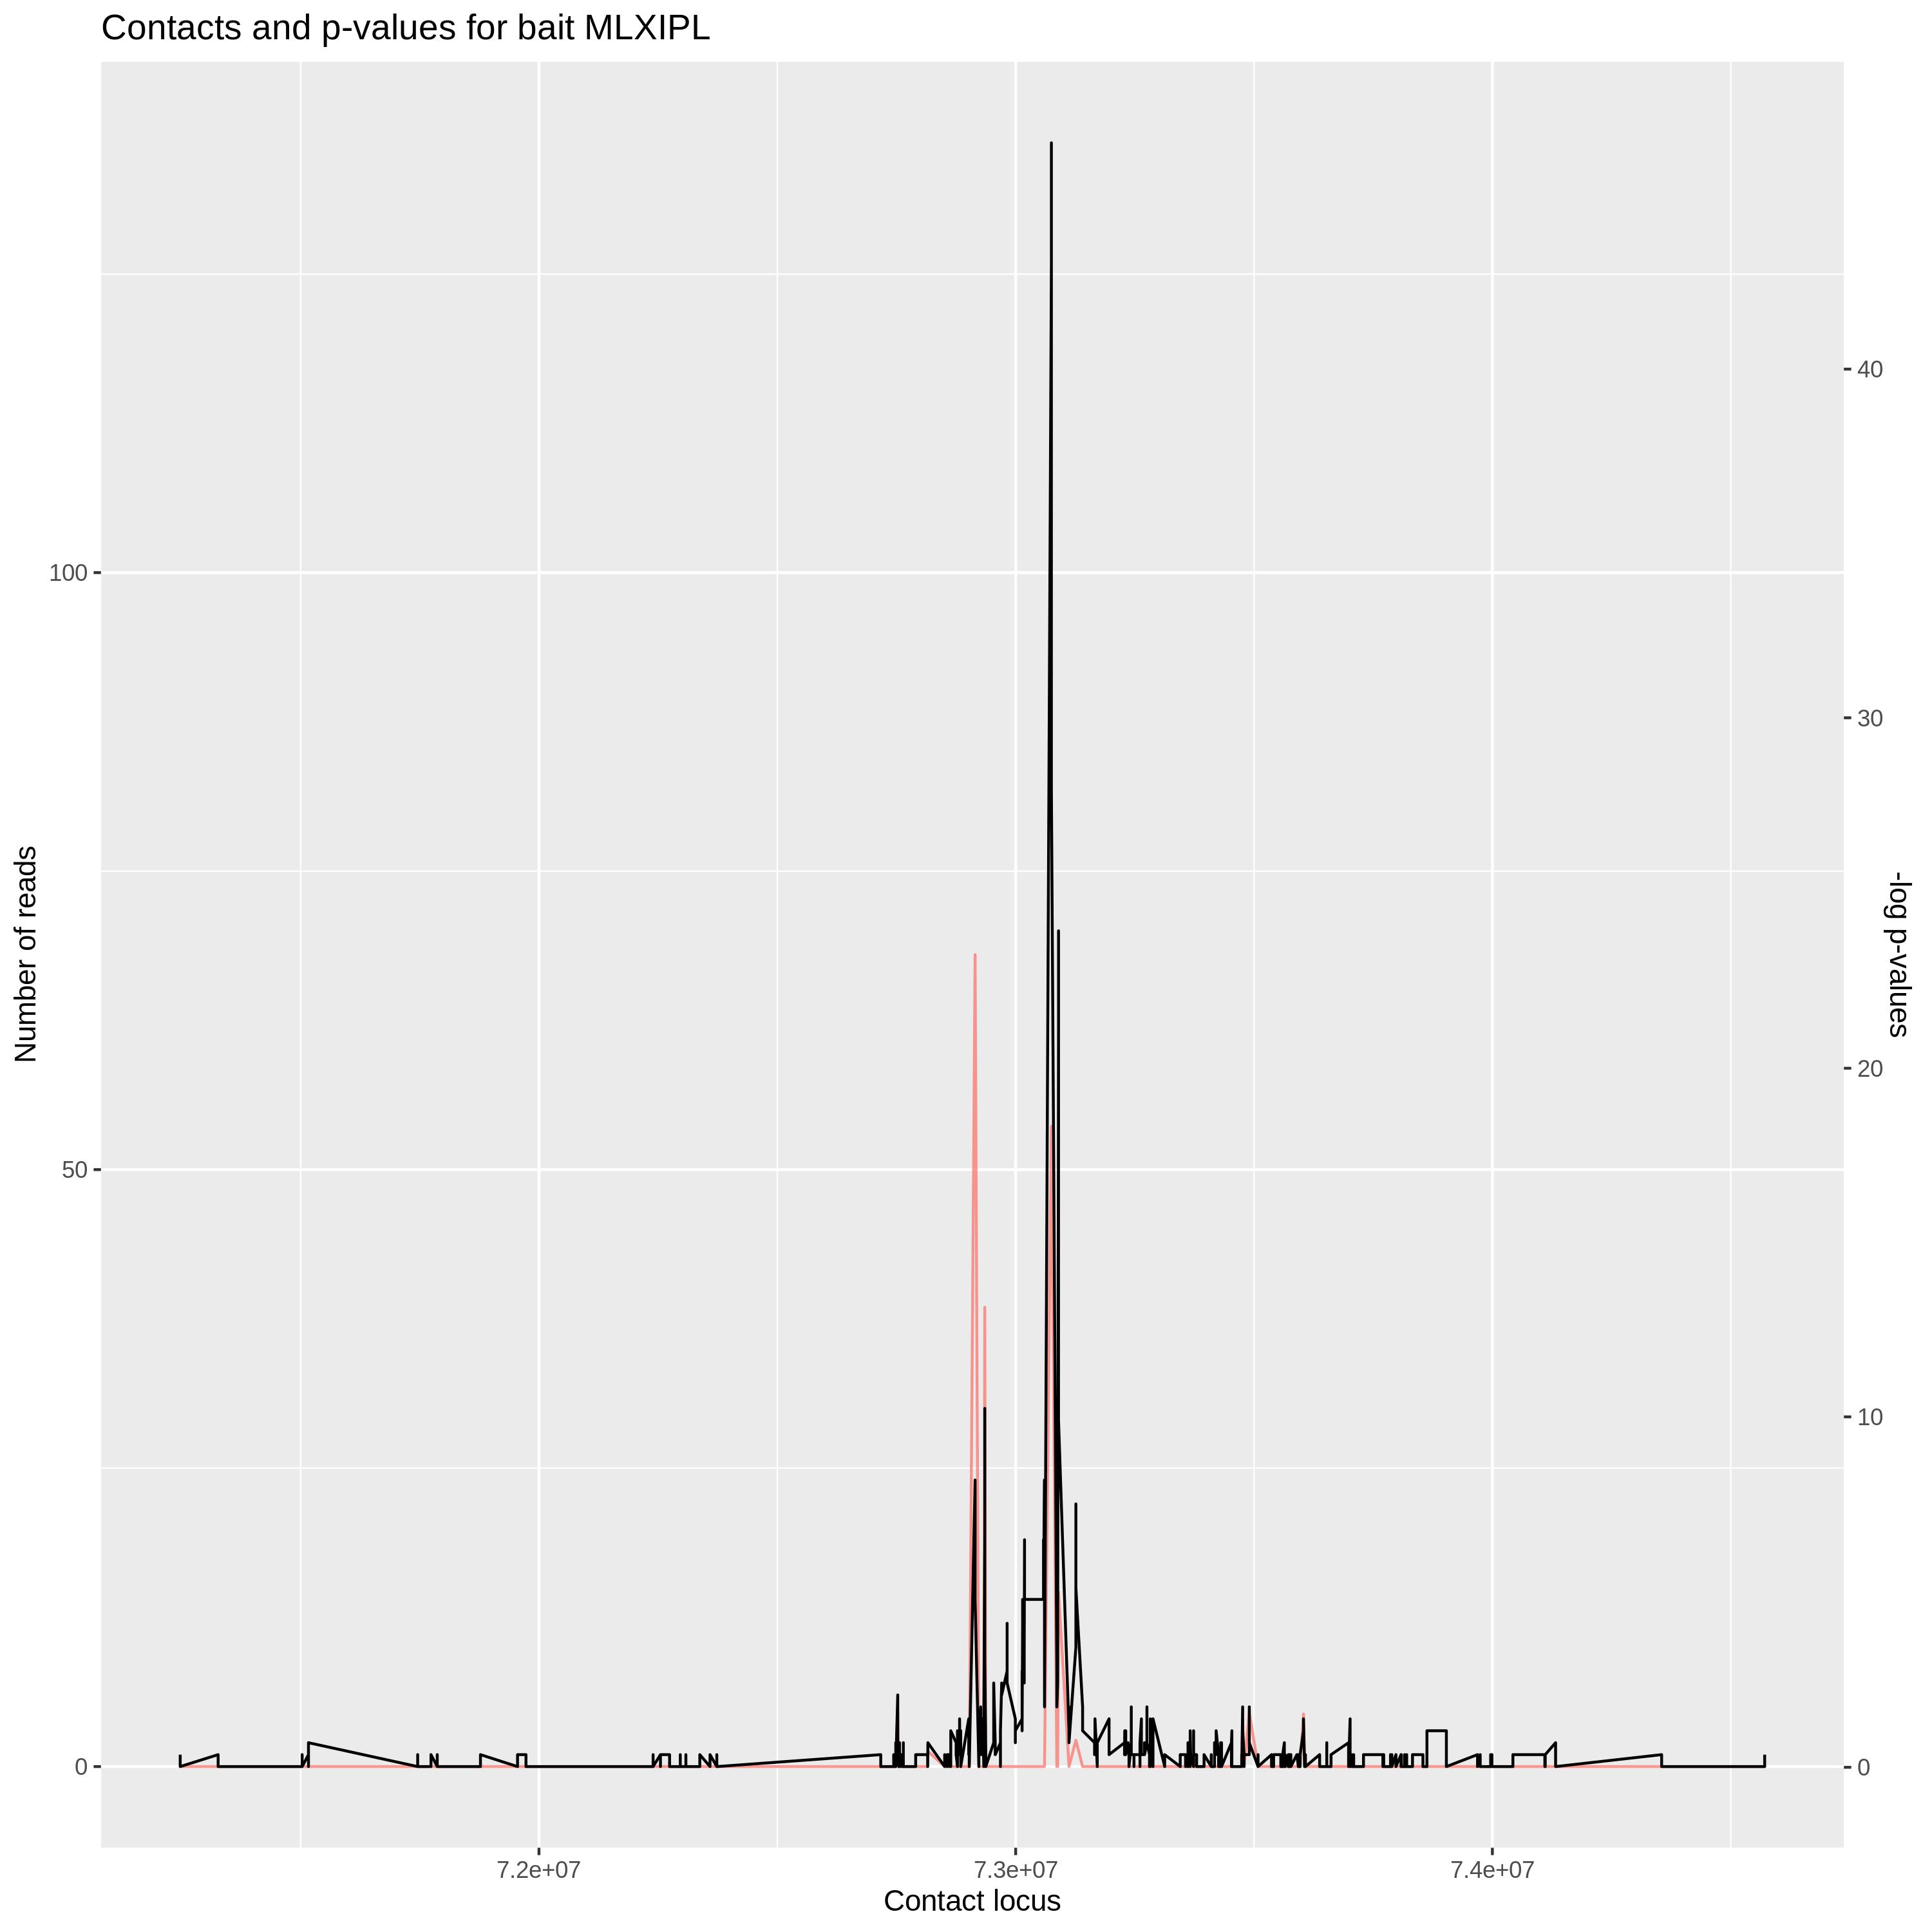 Contacts and p-values for bait MLXIPL
Number of reads
100
50
0
40
30
20
10
0
-log p-values
7.2e+07
7.3e+07
7.4e+07
Contact locus